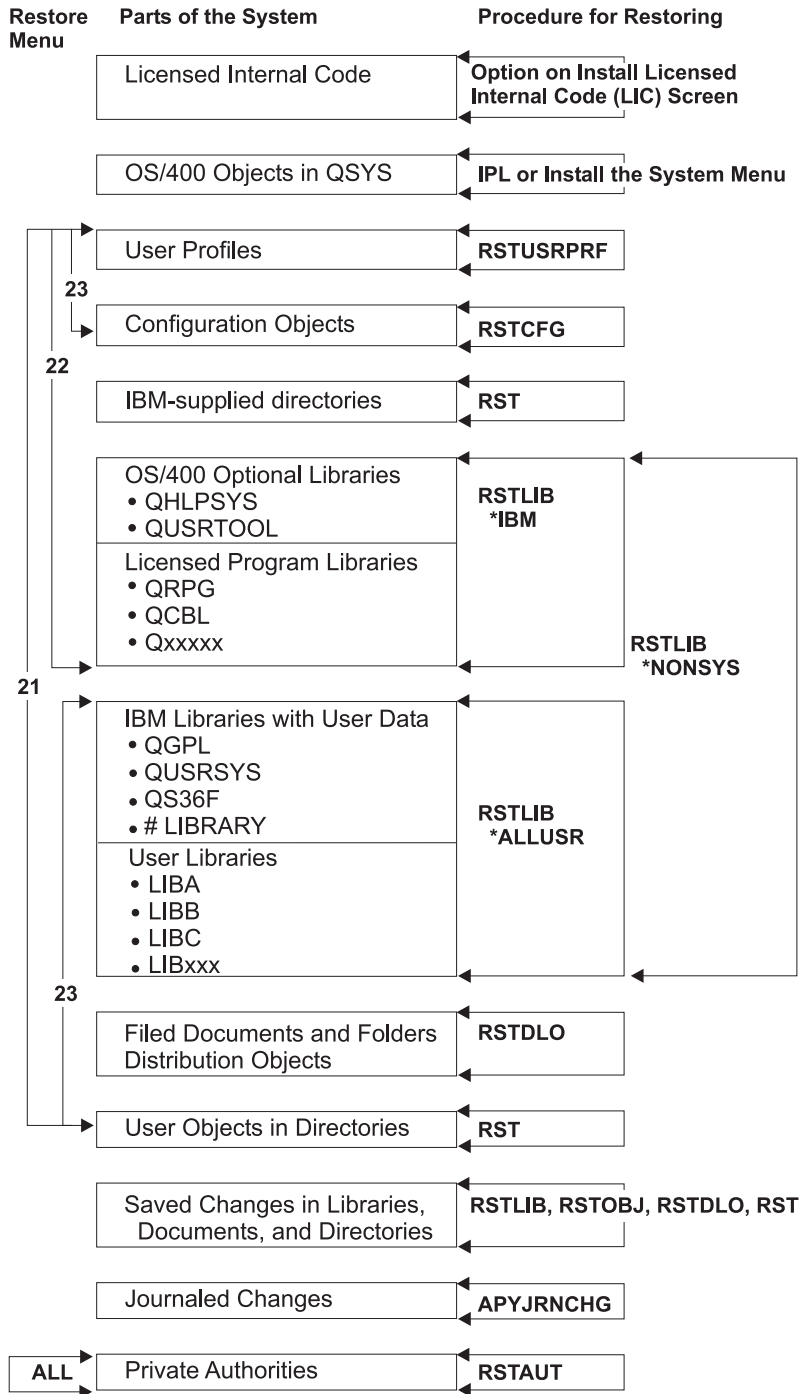 Restore Menu
Parts of the System
Procedure for Restoring
Licensed Internal Code
Option on Install Licensed
Internal Code (LIC) Screen
OS/400 Objects in QSYS
IPL or Install the System Menu
User Profiles
RSTUSRPRF
23
Configuration Objects
RSTCFG
22
IBM-supplied directories
RST
OS/400 Optional Libraries
• QHLPSYS
• QUSRTOOL
RSTLIB
*IBM
Licensed Program Libraries
• QRPG
• QCBL
• Qxxxxx
RSTLIB
*NONSYS
21
IBM Libraries with User Data
• QGPL
• QUSRSYS
• QS36F
• # LIBRARY
RSTLIB
*ALLUSR
User Libraries
• LIBA
• LIBB
• LIBC
• LIBxxx
23
Filed Documents and Folders
Distribution Objects
RSTDLO
User Objects in Directories
RST
Saved Changes in Libraries,
Documents, and Directories
RSTLIB, RSTOBJ, RSTDLO, RST
Journaled Changes
APYJRNCHG
ALL
Private Authorities
RSTAUT